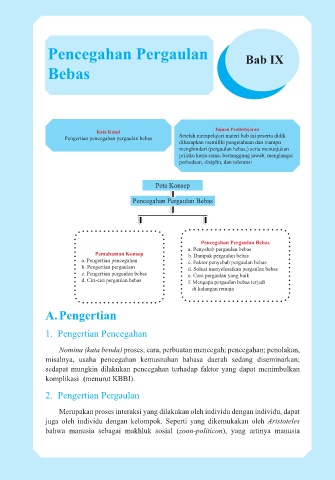 Pencegahan Pergaulan
Bebas
Bab IX
Kata Kunci
Pengertian pencegahan pergaulan bebas
Tujuan Pembelajaran
Setelah mempelajari materi bab ini peserta didik
diharapkan memiliki pengetahuan dan mampu
menghindari (pergaulan bebas,) serta menunjukan
prilaku kerja sama, bertanggung jawab, menghargai
perbedaan, disiplin, dan toleransi
Peta Konsep
Pencegahan Pergaulan Bebas
Pemahaman Konsep
a. Pengertian pencegahan
b. Pengertian pergaulaan
c. Pengertian pergaulan bebas
d. Ciri-ciri pergaulan bebas
Pencegahan Pergaulan Bebas
a. Penyebab pergaulan bebas
b. Dampak pergaulan bebas
c. Faktor penyebab pergaulan bebas
d. Solusi menyelesaikan pergaulan bebas
e. Cara pergaulan yang baik
f. Mengapa pergaulan bebas terjadi
di kalangan remaja
A. Pengertian
1. Pengertian Pencegahan
Nomina (kata benda) proses, cara, perbuatan mencegah; pencegahan; penolakan,
misalnya, usaha pencegahan kemusnahan bahasa daerah sedang diseminarkan;
sedapat mungkin dilakukan pencegahan terhadap faktor yang dapat menimbulkan
komplikasi (menurut KBBI).
2. Pengertian Pergaulan
Merupakan proses interaksi yang dilakukan oleh individu dengan individu, dapat
juga oleh individu dengan kelompok. Seperti yang dikemukakan oleh Aristoteles
bahwa manusia sebagai makhluk sosial (zoon-politicon), yang artinya manusia